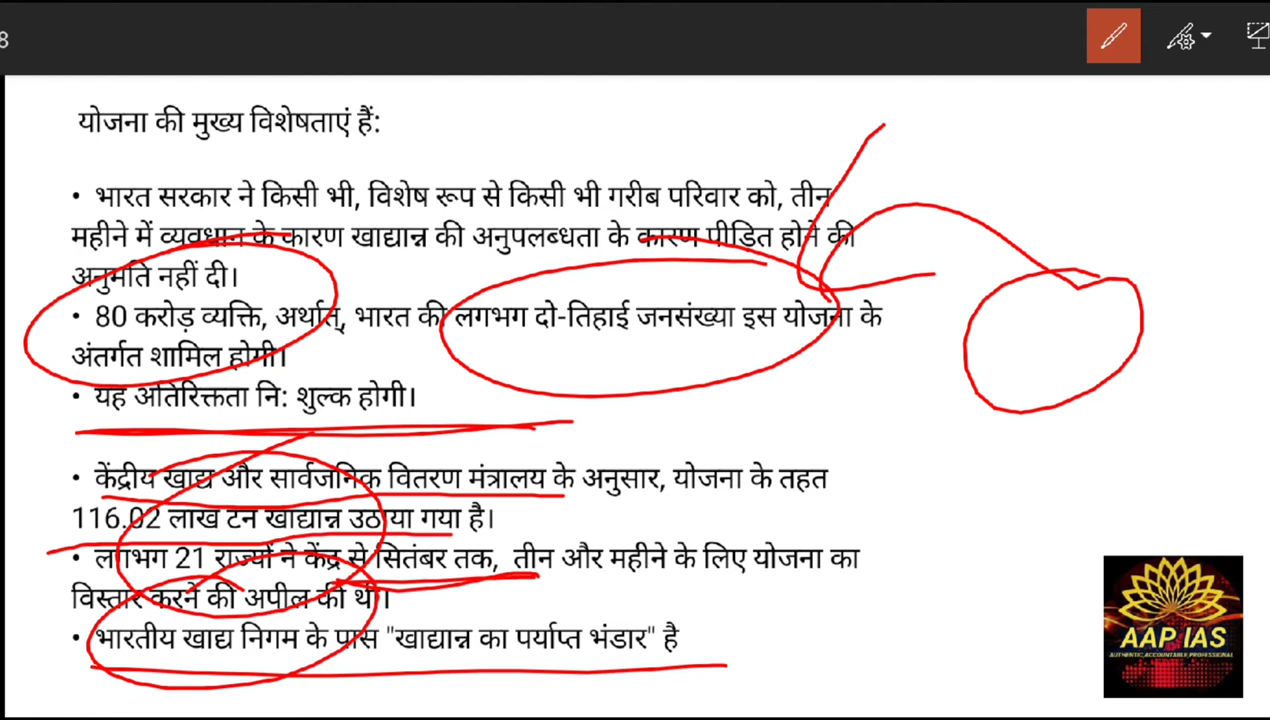 8
योजना की मुख्य विशेषताएं हैं:
• भारत सरकार ने किसी भी, विशेष रूप से किसी भी गरीब परिवार को, तीन
महीने में व्यवधान के कारण खाद्यान्न की अनुपलब्धता के कारण पीडित होने की
अनुमति नहीं दी।
• 80 करोड़ व्यक्ति, अर्थात्, भारत की लगभग दो-तिहाई जनसंख्या इस योजना के
अंतर्गत शामिल होगी।
• यह अतिरिक्तता नि: शुल्क होगी।
• केंद्रीय खाद्य और सार्वजनिक वितरण मंत्रालय के अनुसार, योजना के तहत
116.02 लाख टन खाद्यान्न उठाया गया है।
• लगभग 21 राज्यों ने केंद्र से सितंबर तक, तीन और महीने के लिए योजना का
विस्तार करने की अपील की थी।
• भारतीय खाद्य निगम के पास "खाद्यान्न का पर्याप्त भंडार" है
AAP IAS
AUTHENTIC, ACCOUNTABLE, PROFESSIONAL